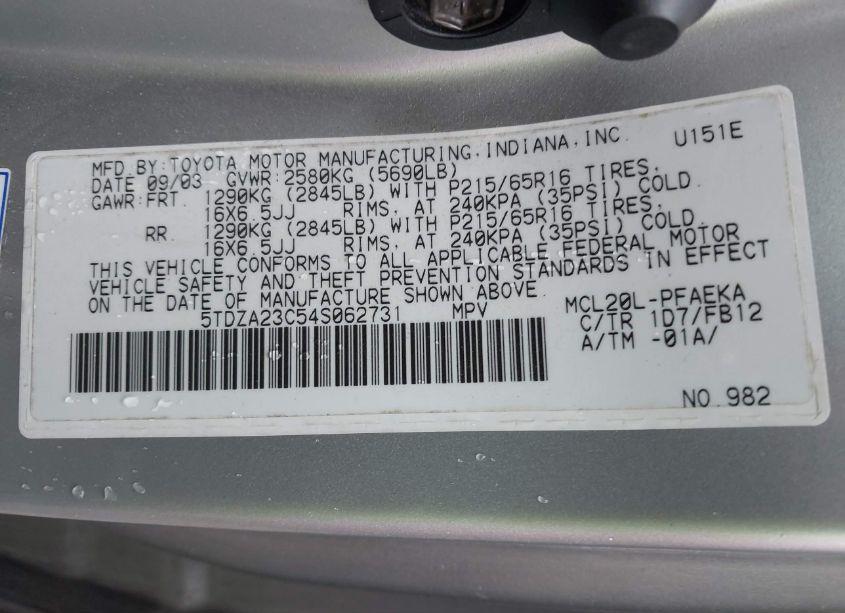 MFD. BY: TOYOTA MOTOR MANUFACTURING, INDIANA, INC. U151E
DATE 09/03 GVWR: 2580KG (5690LB)
GAWR: FRT. 1290KG (2845LB) WITH P215/65R16 TIRES,
16X6.5JJ RIMS, AT 240KPA (35PSI) COLD.
RR. 1290KG (2845LB) WITH P215/65R16 TIRES,
16X6.5JJ RIMS, AT 240KPA (35PSI) COLD.
THIS VEHICLE CONFORMS TO ALL APPLICABLE FEDERAL MOTOR
VEHICLE SAFETY AND THEFT PREVENTION STANDARDS IN EFFECT
ON THE DATE OF MANUFACTURE SHOWN ABOVE.
5TDZA23C54S062731 MPV
MCL20L-PFAEKA
C/TR 1D7/FB12
A/TM -01A/
NO. 982